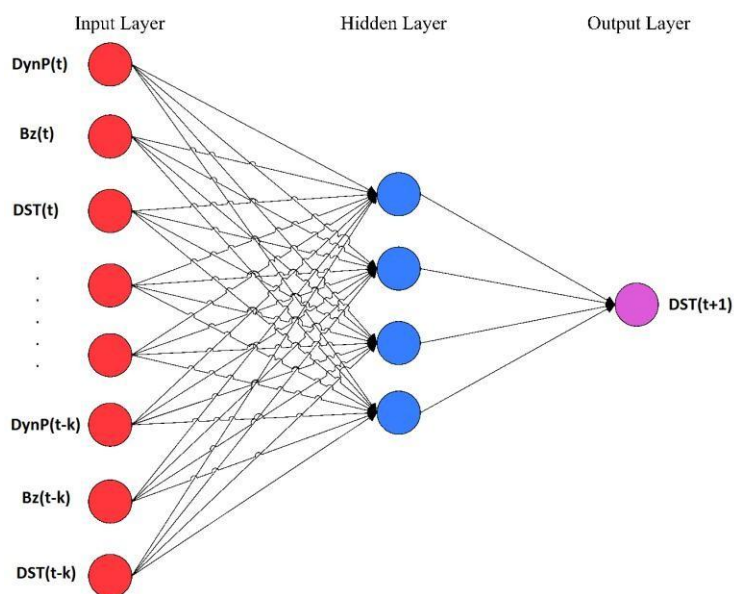 Input Layer
Hidden Layer
Output Layer
DynP(t)
Bz(t)
DST(t)
.
.
.
.
.
DynP(t-k)
Bz(t-k)
DST(t-k)
DST(t+1)